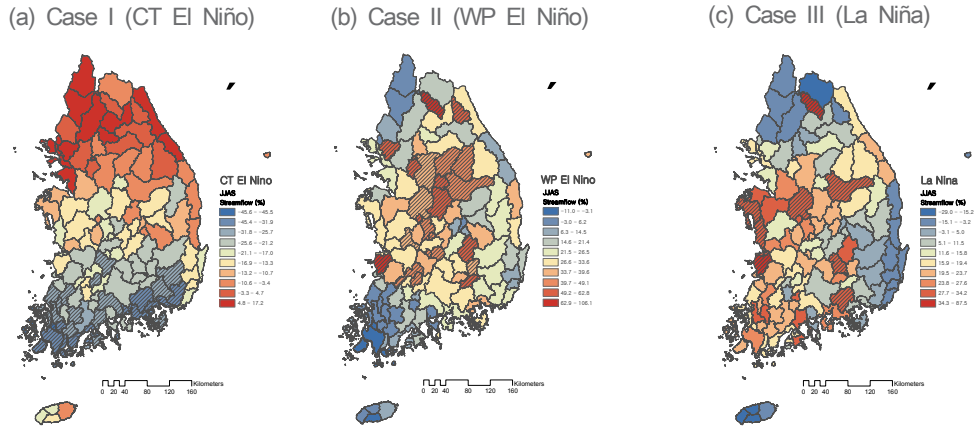 (a) Case I (CT El Niño)
(b) Case II (WP El Niño)
(c) Case III (La Niña)
CT El Nino
JJAS
Streamflow (%)
-45.6 - -45.5
-45.4 - -31.9
-31.8 - -25.7
-25.6 - -21.2
-21.1 - -17.0
-16.9 - -13.3
-13.2 - -10.7
-10.6 - -3.4
-3.3 - 4.7
4.8 - 17.2
0 20 40 80 120 160
Kilometers
WP El Nino
JJAS
Streamflow (%)
-11.0 - -3.1
-3.0 - 6.2
6.3 - 14.5
14.6 - 21.4
21.5 - 26.5
26.6 - 33.6
33.7 - 39.6
39.7 - 49.1
49.2 - 62.8
62.9 - 106.1
0 20 40 80 120 160
Kilometers
La Nina
JJAS
Streamflow (%)
-29.0 - -15.2
-15.1 - -3.2
-3.1 - 5.0
5.1 - 11.5
11.6 - 15.8
15.9 - 19.4
19.5 - 23.7
23.8 - 27.6
27.7 - 34.2
34.3 - 67.5
0 20 40 80 120 160
Kilometers